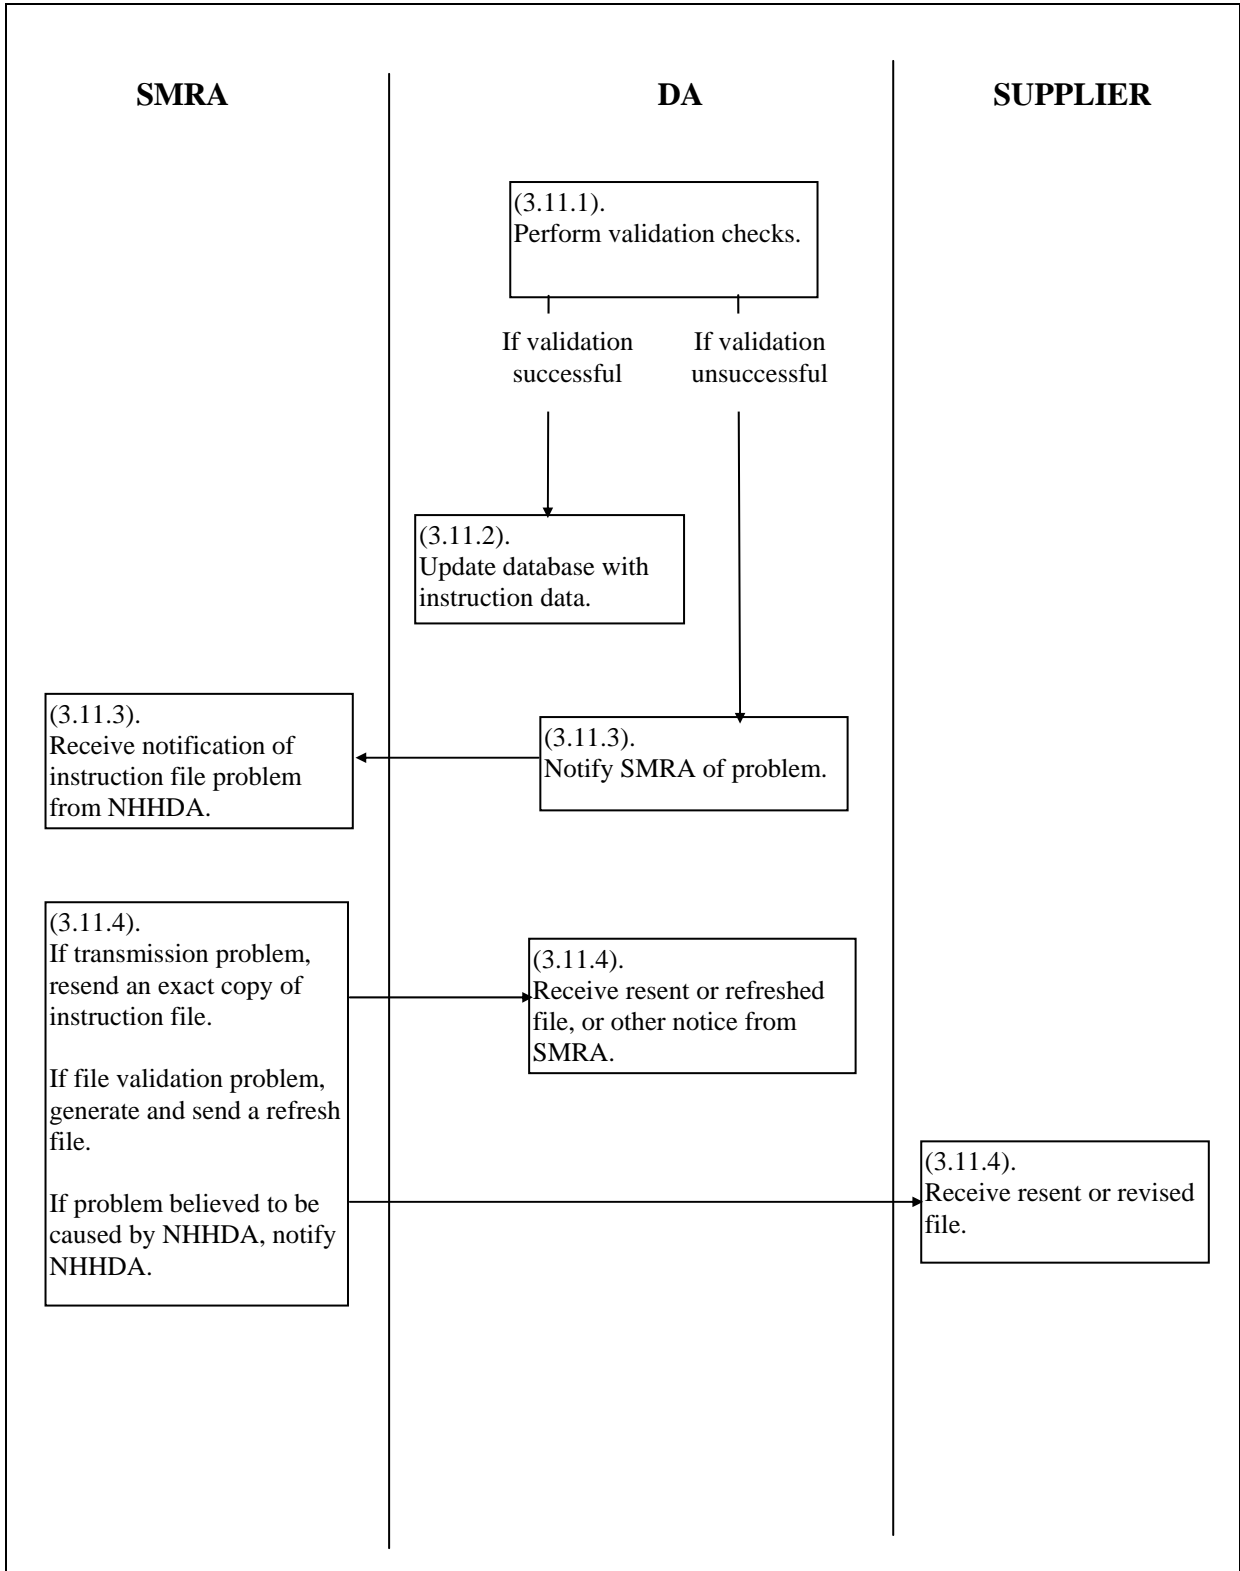 SMRA
DA
SUPPLIER
(3.11.1).
Perform validation checks.
If validation
successful
If validation
unsuccessful
(3.11.2).
Update database with
instruction data.
(3.11.3).
Receive notification of
instruction file problem
from NHHDA.
(3.11.3).
Notify SMRA of problem.
(3.11.4).
If transmission problem,
resend an exact copy of
instruction file.
If file validation problem,
generate and send a refresh
file.
If problem believed to be
caused by NHHDA, notify
NHHDA.
(3.11.4).
Receive resent or refreshed
file, or other notice from
SMRA.
(3.11.4).
Receive resent or revised
file.